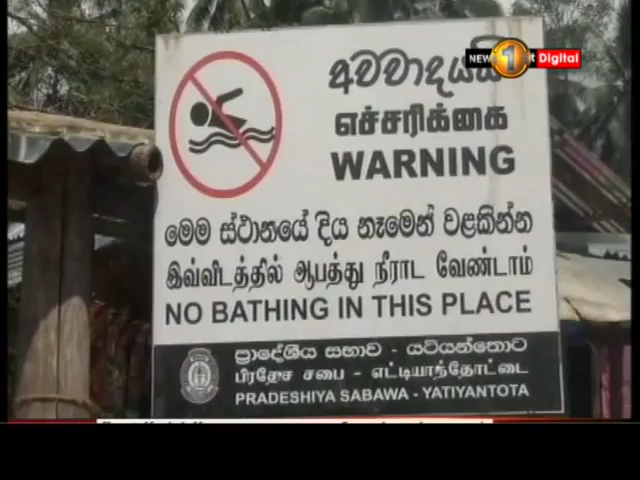 NEWS 1st Digital
අවවාදයයි
எச்சரிக்கை
WARNING
මෙම ස්ථානයේ දිය නෑමෙන් වළකින්න
இவ்விடத்தில் ஆபத்து நீராட வேண்டாம்
NO BATHING IN THIS PLACE
ප්‍රාදේශීය සභාව - යටියන්තොට
பிரதேச சபை - எட்டியாந்தோட்டை
PRADESHIYA SABAWA - YATIYANTOTA